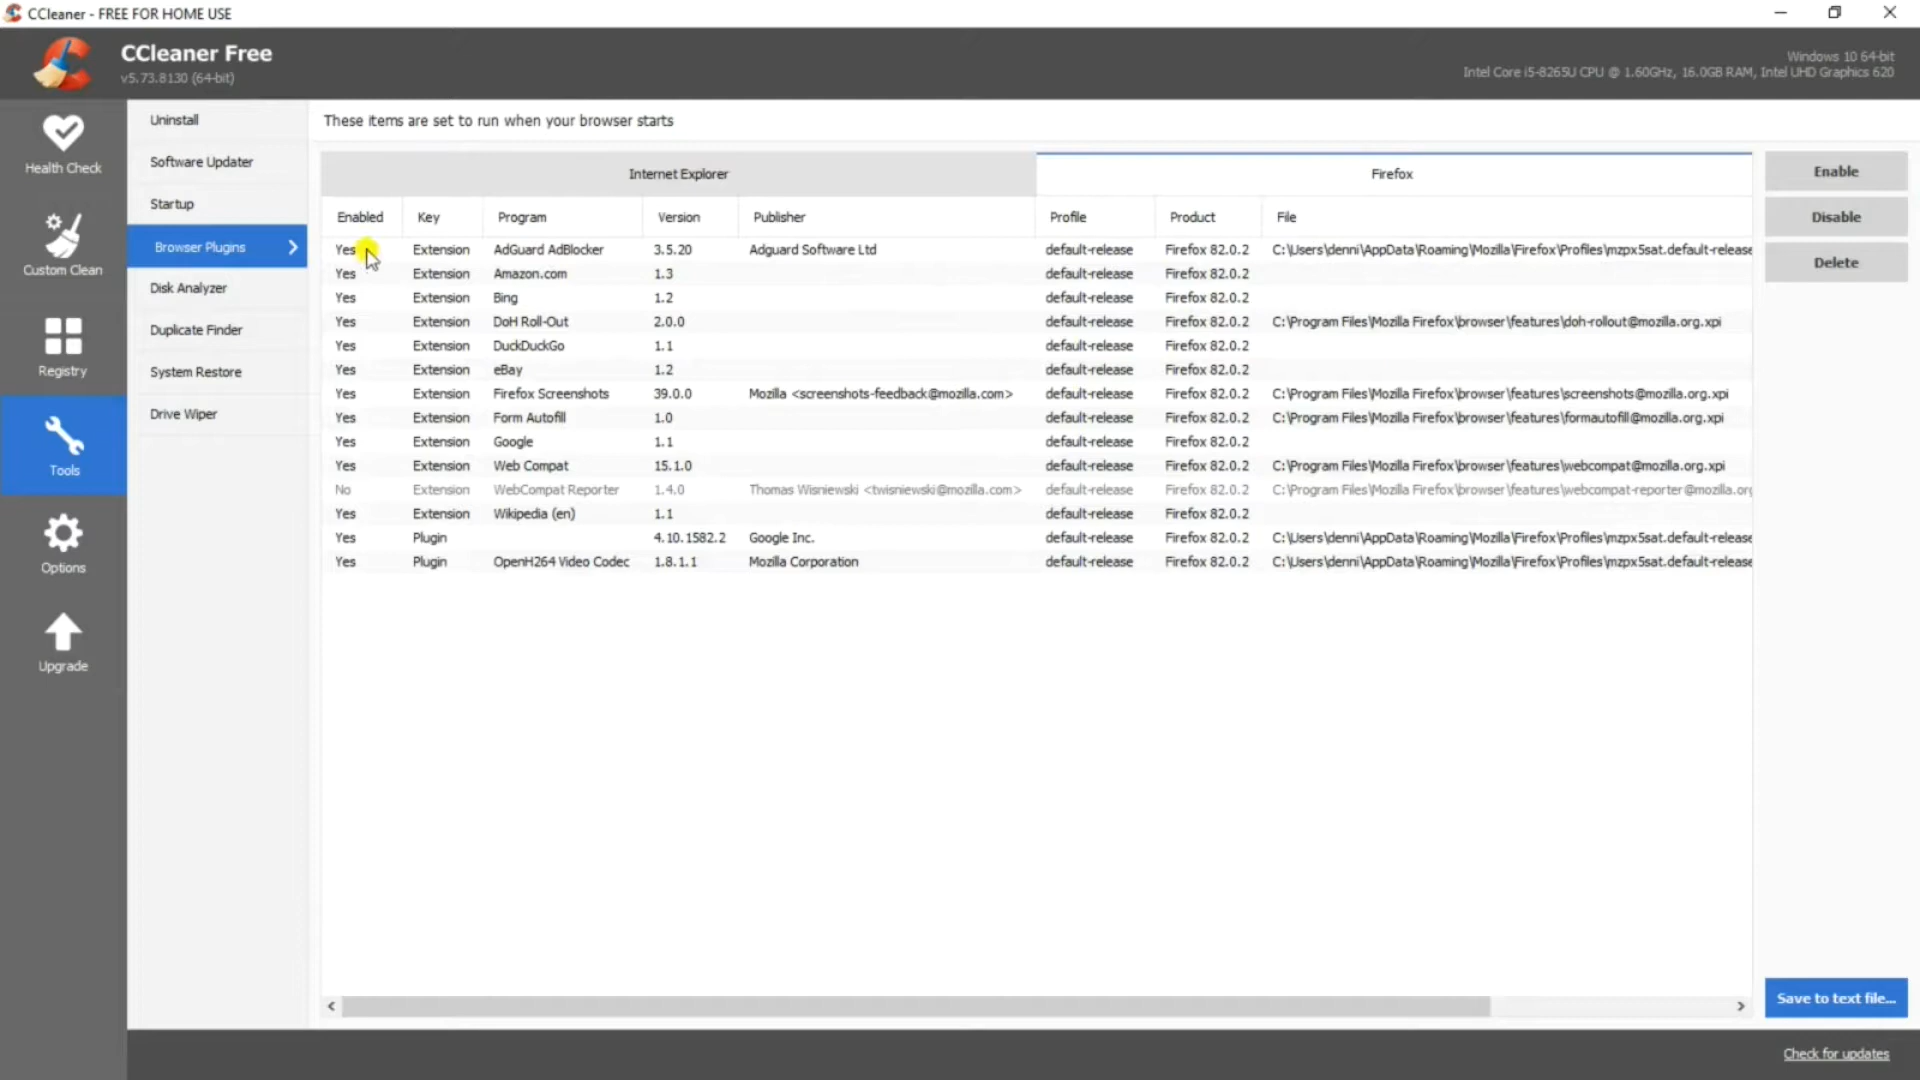 CCleaner - FREE FOR HOME USE
CCleaner Free
v5.73.8130 (64-bit)
Windows 10 64-bit
Intel Core i5-8265U CPU @ 1.60GHz, 16.0GB RAM, Intel UHD Graphics 620
Health Check
Custom Clean
Registry
Tools
Options
Upgrade
Uninstall
Software Updater
Startup
Browser Plugins
Disk Analyzer
Duplicate Finder
System Restore
Drive Wiper
These items are set to run when your browser starts
Internet Explorer Firefox
Enabled Key Program Version Publisher Profile Product File
Yes Extension AdGuard AdBlocker 3.5.20 Adguard Software Ltd default-release Firefox 82.0.2 C:\Users\denni\AppData\Roaming\Mozilla\Firefox\Profiles\mzpx5sat.default-release
Yes Extension Amazon.com 1.3 default-release Firefox 82.0.2
Yes Extension Bing 1.2 default-release Firefox 82.0.2
Yes Extension DoH Roll-Out 2.0.0 default-release Firefox 82.0.2 C:\Program Files\Mozilla Firefox\browser\features\doh-rollout@mozilla.org.xpi
Yes Extension DuckDuckGo 1.1 default-release Firefox 82.0.2
Yes Extension eBay 1.2 default-release Firefox 82.0.2
Yes Extension Firefox Screenshots 39.0.0 Mozilla <screenshots-feedback@mozilla.com> default-release Firefox 82.0.2 C:\Program Files\Mozilla Firefox\browser\features\screenshots@mozilla.org.xpi
Yes Extension Form Autofill 1.0 default-release Firefox 82.0.2 C:\Program Files\Mozilla Firefox\browser\features\formautofill@mozilla.org.xpi
Yes Extension Google 1.1 default-release Firefox 82.0.2
Yes Extension Web Compat 15.1.0 default-release Firefox 82.0.2 C:\Program Files\Mozilla Firefox\browser\features\webcompat@mozilla.org.xpi
No Extension WebCompat Reporter 1.4.0 Thomas Wisniewski <twisniewski@mozilla.com> default-release Firefox 82.0.2 C:\Program Files\Mozilla Firefox\browser\features\webcompat-reporter@mozilla.org
Yes Extension Wikipedia (en) 1.1 default-release Firefox 82.0.2
Yes Plugin 4.10.1582.2 Google Inc. default-release Firefox 82.0.2 C:\Users\denni\AppData\Roaming\Mozilla\Firefox\Profiles\mzpx5sat.default-release
Yes Plugin OpenH264 Video Codec 1.8.1.1 Mozilla Corporation default-release Firefox 82.0.2 C:\Users\denni\AppData\Roaming\Mozilla\Firefox\Profiles\mzpx5sat.default-release
Enable
Disable
Delete
Save to text file...
Check for updates